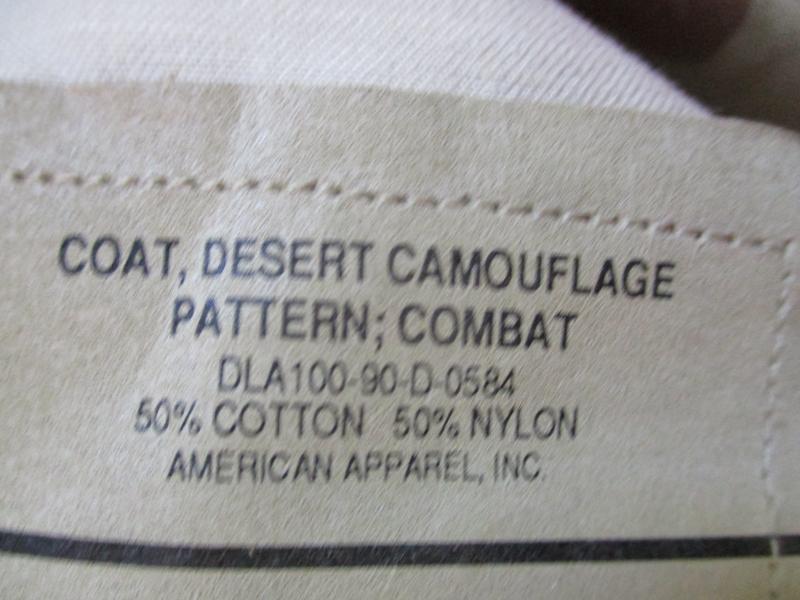 COAT, DESERT CAMOUFLAGE
PATTERN; COMBAT
DLA100-90-D-0584
50% COTTON 50% NYLON
AMERICAN APPAREL, INC.